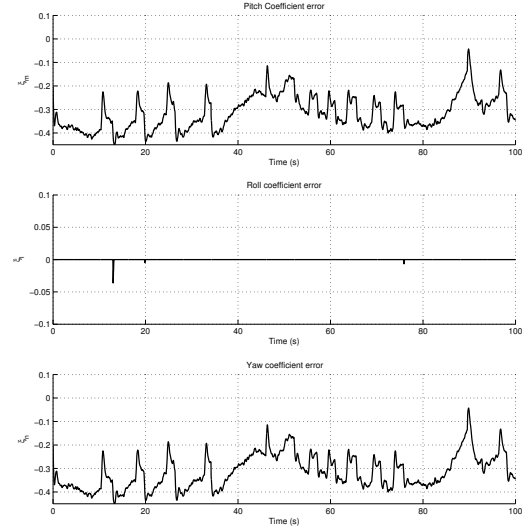 Pitch Coefficient error
0.1
0
−0.1
−0.2
−0.3
−0.4
ξm
0 20 40 60 80 100
Time (s)
Roll coefficient error
0.1
0.05
0
−0.05
−0.1
0 20 40 60 80 100
Time (s)
Yaw coefficient error
0.1
0
−0.1
−0.2
−0.3
−0.4
ξn
0 20 40 60 80 100
Time (s)